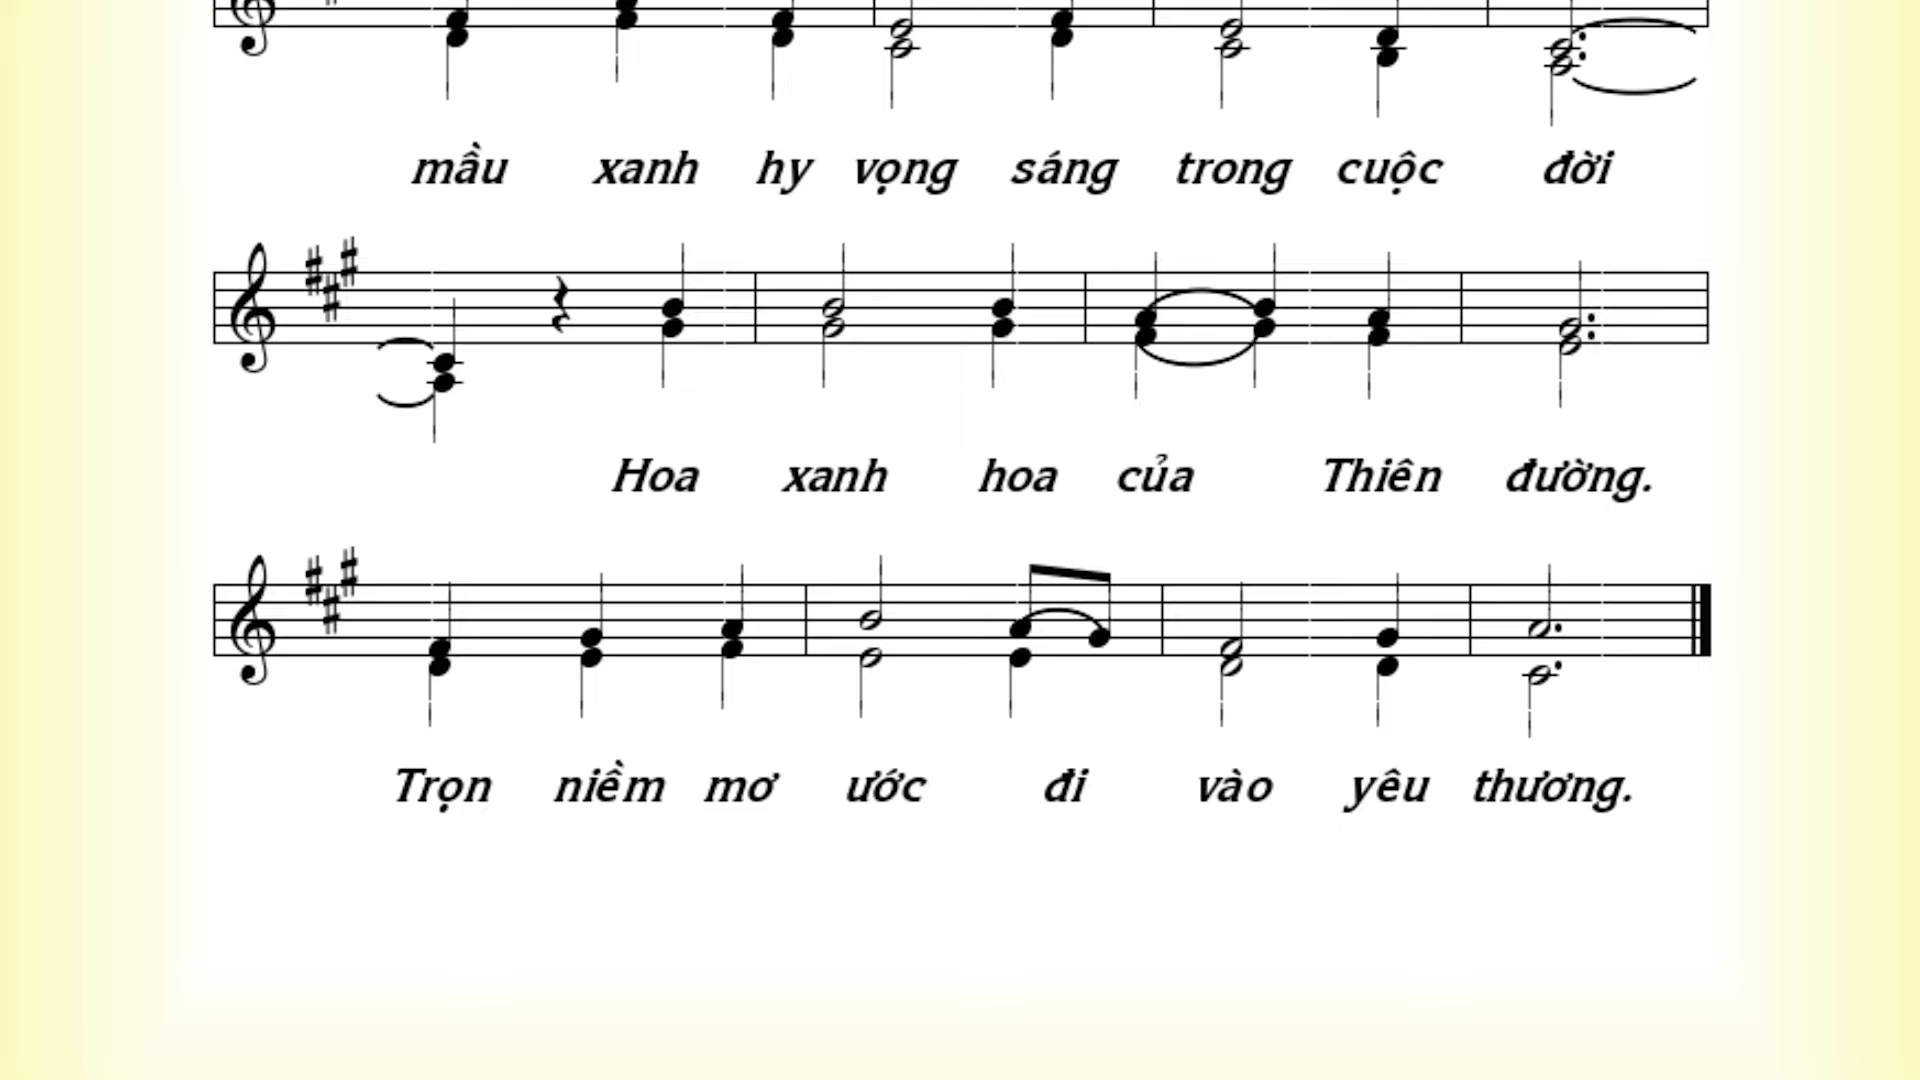 mầu xanh hy vọng sáng trong cuộc đời
Hoa xanh hoa của Thiên đường.
Trọn niềm mơ ước đi vào yêu thương.